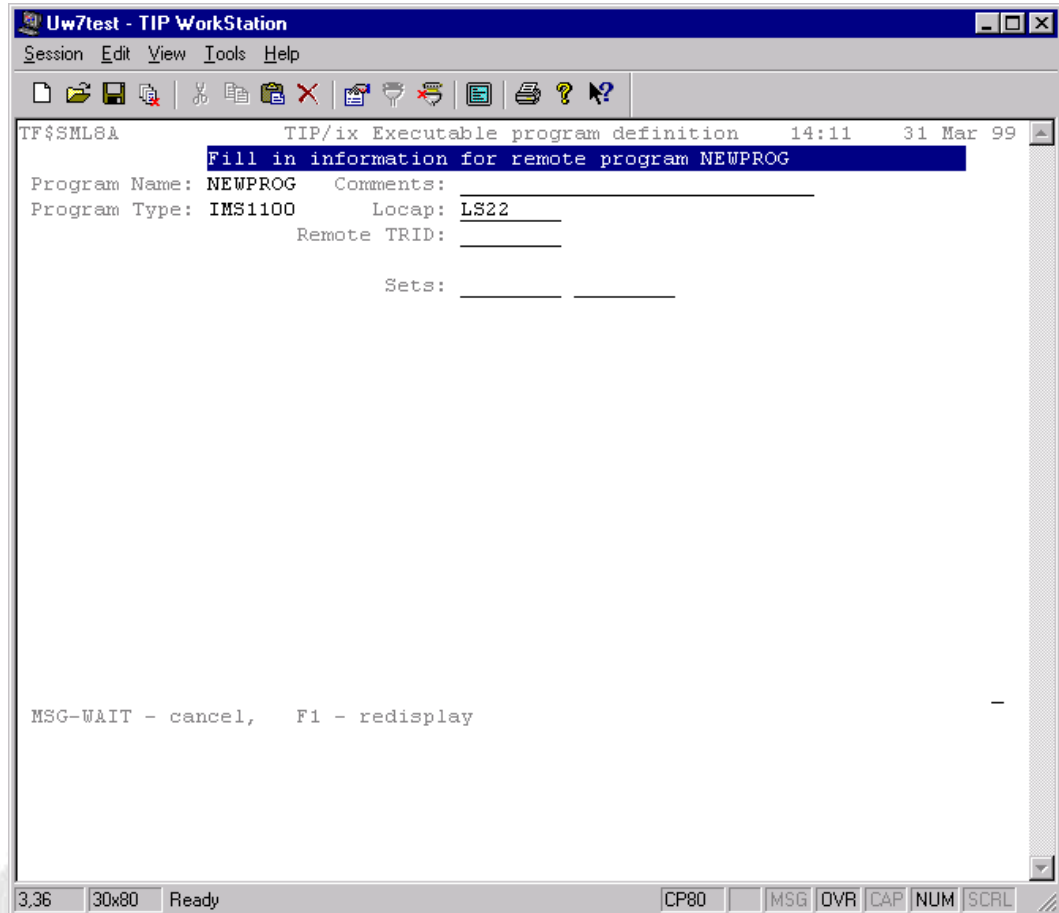 Uw7test - TIP WorkStation
Session Edit View Tools Help
TF$SML8A TIP/ix Executable program definition 14:11 31 Mar 99
Fill in information for remote program NEWPROG
Program Name: NEWPROG Comments:
Program Type: IMS1100 Locap: LS22
Remote TRID:
Sets:
MSG-WAIT - cancel, F1 - redisplay
3,36 30x80 Ready CP80 MSG OVR CAP NUM SCRL